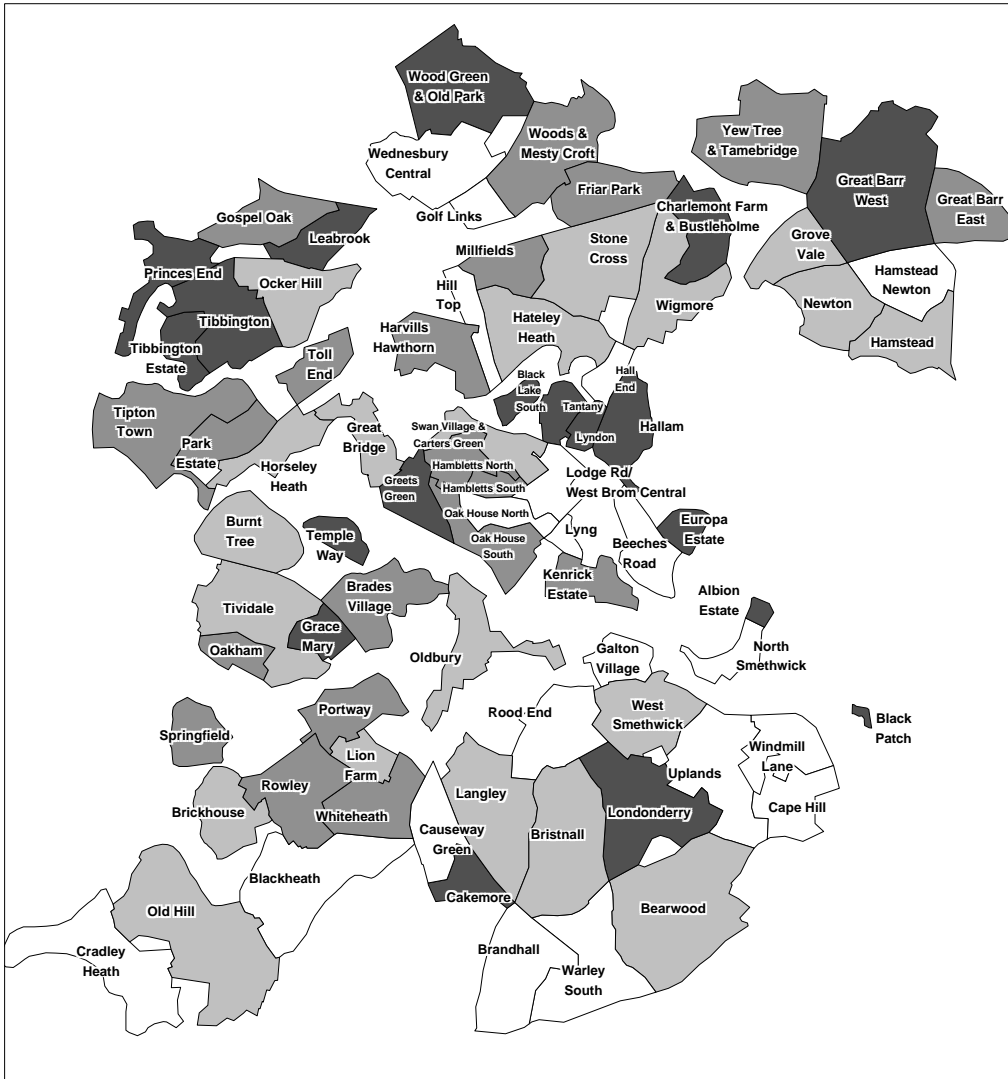 Wood Green
& Old Park
Wednesbury
Central
Woods &
Mesty Croft
Yew Tree
& Tamebridge
Great Barr
West
Great Barr
East
Friar Park
Golf Links
Charlemont Farm
& Bustleholme
Gospel Oak
Leabrook
Millfields
Stone
Cross
Grove
Vale
Hamstead
Newton
Princes End
Ocker Hill
Hill
Top
Wigmore
Newton
Hamstead
Tibbington
Tibbington
Estate
Toll
End
Harvills
Hawthorn
Hateley
Heath
Black
Lake
South
Hall
End
Tantany
Lyndon
Hallam
Tipton
Town
Park
Estate
Horseley
Heath
Great
Bridge
Swan Village &
Carters Green
Hambletts North
Hambletts South
Greets
Green
Oak House North
Oak House
South
Lodge Rd/
West Brom Central
Lyng
Beeches
Road
Europa
Estate
Burnt
Tree
Temple
Way
Kenrick
Estate
Brades
Village
Tividale
Grace
Mary
Oakham
Albion
Estate
North
Smethwick
Oldbury
Galton
Village
Portway
Rood End
West
Smethwick
Springfield
Black
Patch
Lion
Farm
Windmill
Lane
Uplands
Rowley
Whiteheath
Langley
Brickhouse
Londonderry
Cape Hill
Causeway
Green
Bristnall
Blackheath
Cakemore
Old Hill
Bearwood
Cradley
Heath
Brandhall
Warley
South